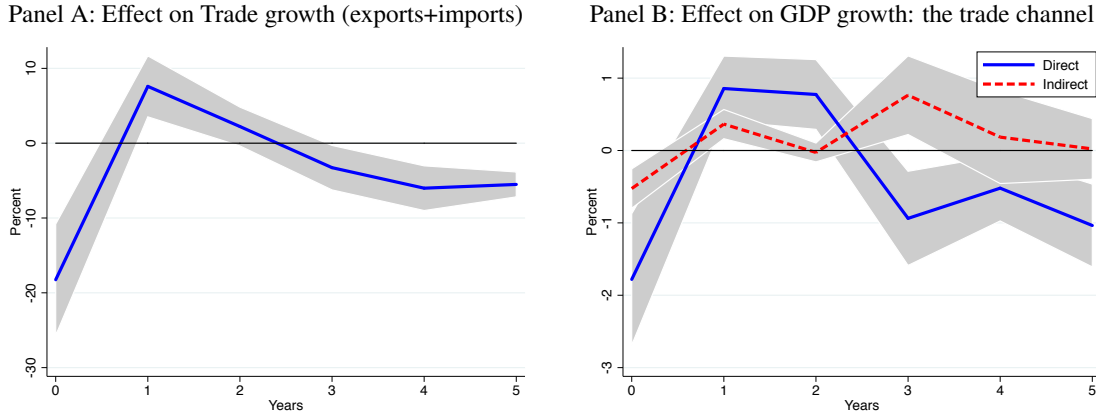 Panel A: Effect on Trade growth (exports+imports)
Percent
10
0
-10
-20
-30
0 1 2 3 4 5
Years
Panel B: Effect on GDP growth: the trade channel
Direct
Indirect
Percent
1
0
-1
-2
-3
0 1 2 3 4 5
Years